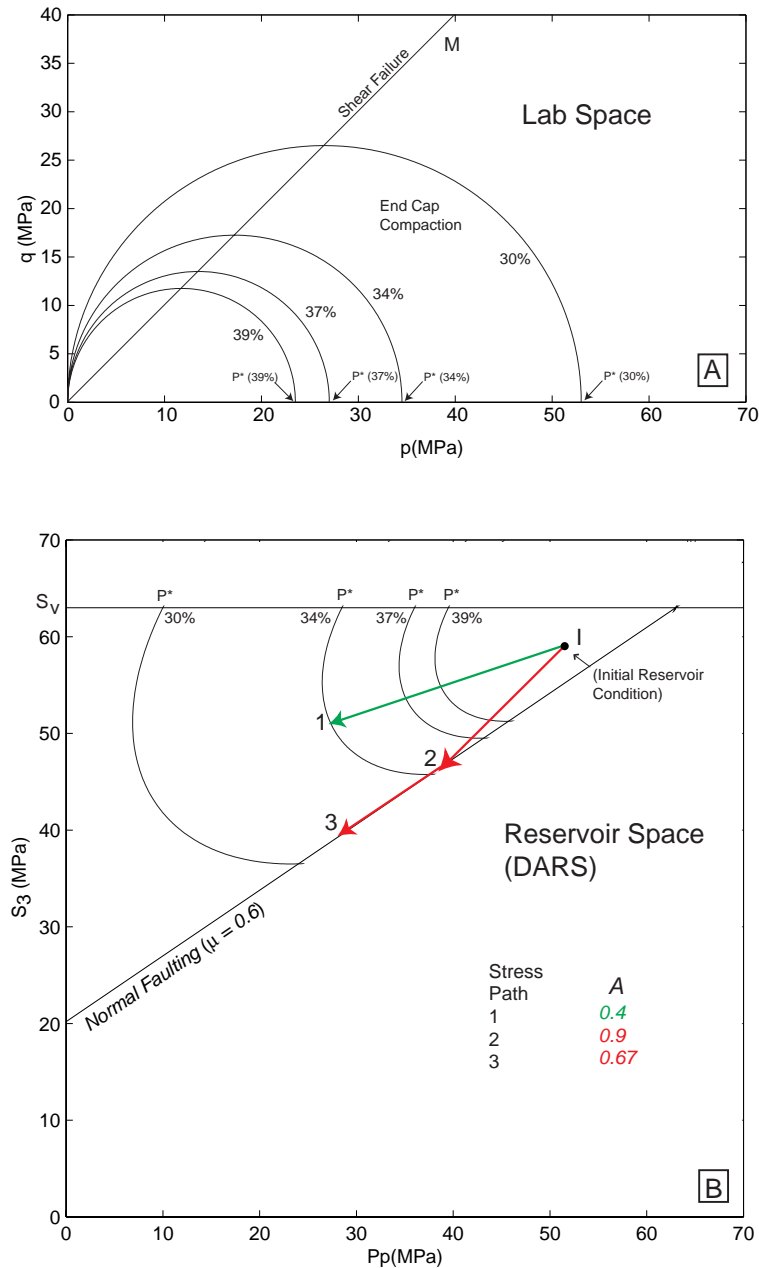 40
35
30
25
20
15
10
5
0
q (MPa)
M
Shear Failure
Lab Space
End Cap
Compaction
30%
34%
37%
39%
P* (39%)
P* (37%)
P* (34%)
P* (30%)
A
0
10
20
30
40
50
60
70
p(MPa)
70
60
50
40
30
20
10
0
Sv
S3 (MPa)
P*
P*
P*
P*
30%
34%
37%
39%
I
(Initial Reservoir
Condition)
1
2
3
Reservoir Space
(DARS)
Normal Faulting (μ = 0.6)
Stress
Path A
1 0.4
2 0.9
3 0.67
B
0
10
20
30
40
50
60
70
Pp(MPa)